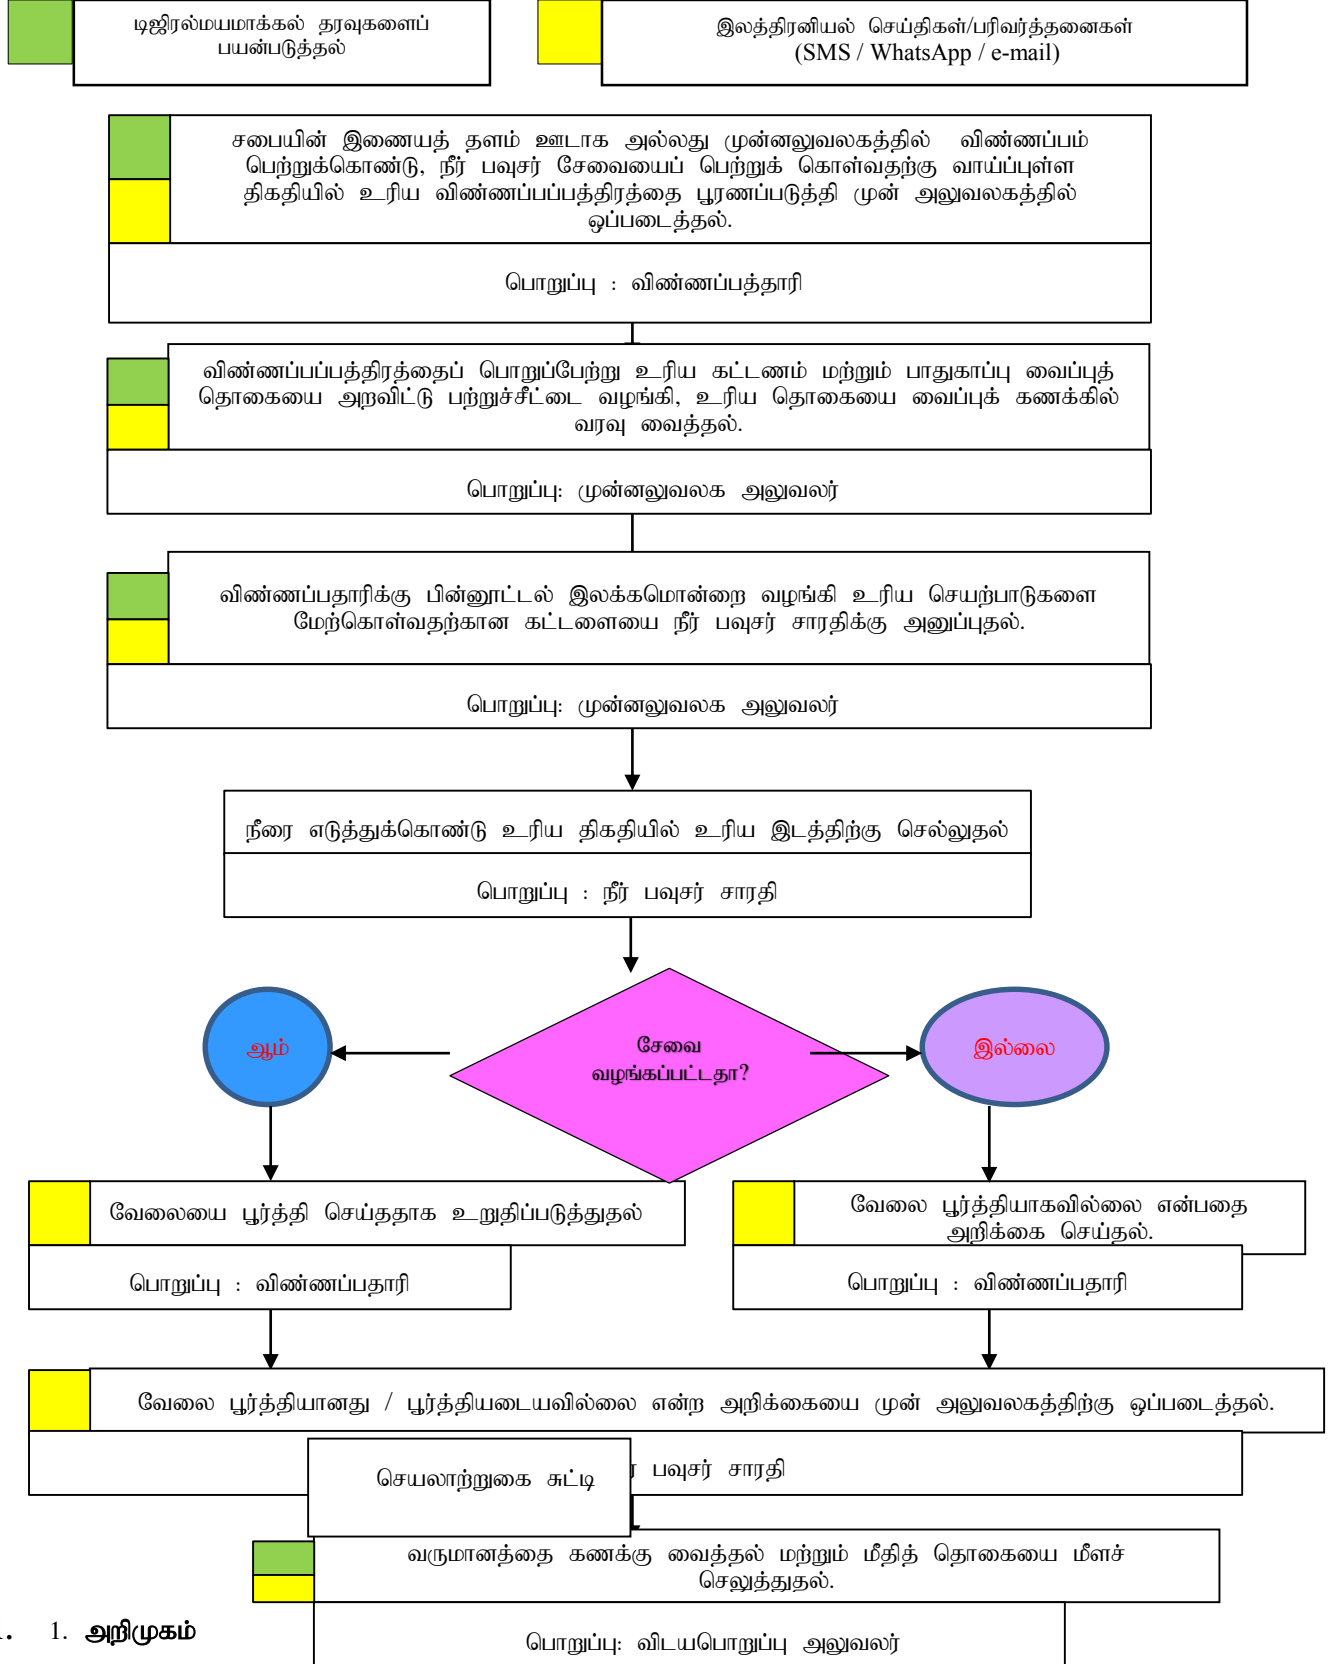 டிஜிரல்மயமாக்கல் தரவுகளைப்
பயன்படுத்தல்
இலத்திரனியல் செய்திகள்/பரிவர்த்தனைகள்
(SMS / WhatsApp / e-mail)
சபையின் இணையத் தளம் ஊடாக அல்லது முன்னலுவலகத்தில் விண்ணப்பம்
பெற்றுக்கொண்டு, நீர் பவுசர் சேவையைப் பெற்றுக் கொள்வதற்கு வாய்ப்புள்ள
திகதியில் உரிய விண்ணப்பப்பத்திரத்தை பூரணப்படுத்தி முன் அலுவலகத்தில்
ஒப்படைத்தல்.
பொறுப்பு : விண்ணப்பத்தாரி
விண்ணப்பப்பத்திரத்தைப் பொறுப்பேற்று உரிய கட்டணம் மற்றும் பாதுகாப்பு வைப்புத்
தொகையை அறவிட்டு பற்றுச்சீட்டை வழங்கி, உரிய தொகையை வைப்புக் கணக்கில்
வரவு வைத்தல்.
பொறுப்பு: முன்னலுவலக அலுவலர்
விண்ணப்பதாரிக்கு பின்னூட்டல் இலக்கமொன்றை வழங்கி உரிய செயற்பாடுகளை
மேற்கொள்வதற்கான கட்டளையை நீர் பவுசர் சாரதிக்கு அனுப்புதல்.
பொறுப்பு: முன்னலுவலக அலுவலர்
நீரை எடுத்துக்கொண்டு உரிய திகதியில் உரிய இடத்திற்கு செல்லுதல்
பொறுப்பு : நீர் பவுசர் சாரதி
சேவை
வழங்கப்பட்டதா?
ஆம்
இல்லை
வேலையை பூர்த்தி செய்ததாக உறுதிப்படுத்துதல்
பொறுப்பு : விண்ணப்பதாரி
வேலை பூர்த்தியாகவில்லை என்பதை
அறிக்கை செய்தல்.
பொறுப்பு : விண்ணப்பதாரி
வேலை பூர்த்தியானது / பூர்த்தியடையவில்லை என்ற அறிக்கையை முன் அலுவலகத்திற்கு ஒப்படைத்தல்.
பவுசர் சாரதி
செயலாற்றுகை சுட்டி
வருமானத்தை கணக்கு வைத்தல் மற்றும் மீதித் தொகையை மீளச்
செலுத்துதல்.
பொறுப்பு: விடயபொறுப்பு அலுவலர்
1. அறிமுகம்